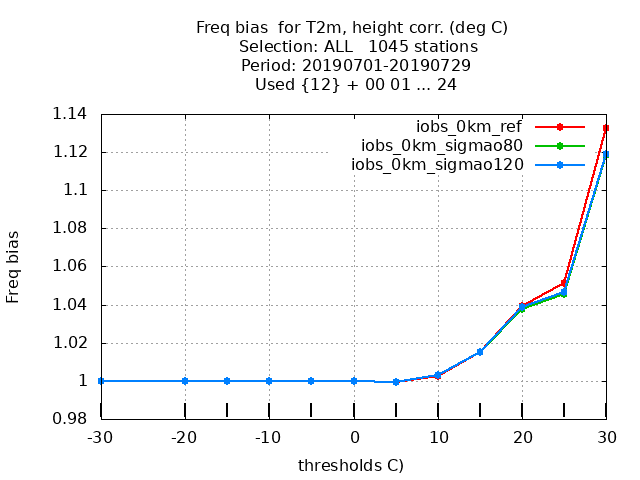 Freq bias  for T2m, height corr. (deg C)
Selection: ALL   1045 stations
Period: 20190701-20190729
Used {12} + 00 01 ... 24
iobs_0km_ref
iobs_0km_sigmao80
iobs_0km_sigmao120
Freq bias
1.14
1.12
1.1
1.08
1.06
1.04
1.02
1
0.98
-30
-20
-10
0
10
20
30
thresholds C)